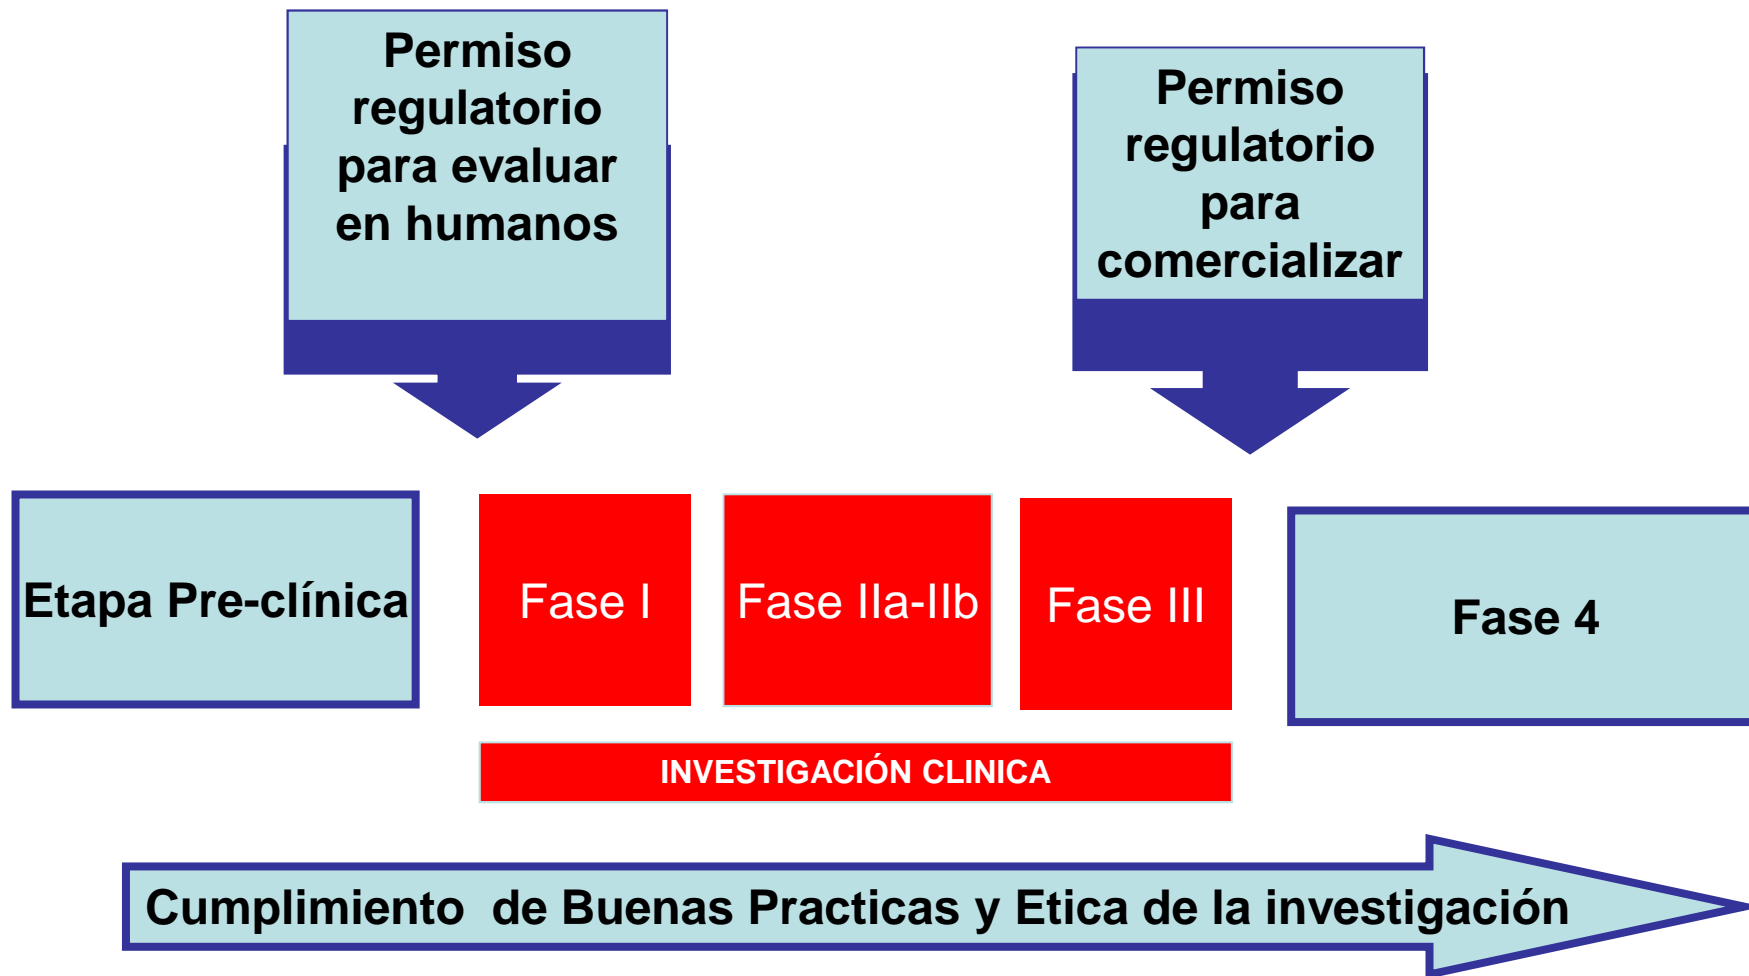 Permiso
regulatorio
para evaluar
en humanos
Permiso
regulatorio
para
comercializar
Etapa Pre-clínica
Fase I
Fase IIa-IIb
Fase III
Fase 4
INVESTIGACIÓN CLINICA
Cumplimiento  de Buenas Practicas y Etica de la investigación